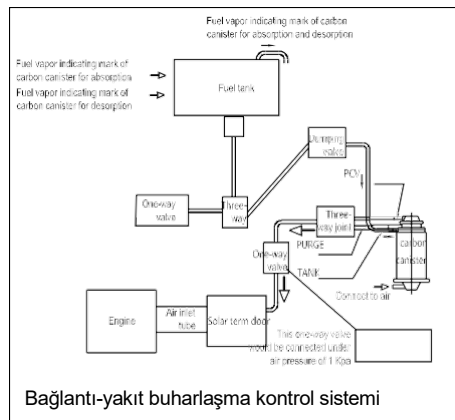 Fuel vapor indicating mark of carbon
canister for absorption and desorption
Fuel vapor indicating mark of
carbon canister for absorption
Fuel vapor indicating mark of
carbon canister for desorption
Fuel tank
Dumping
valve
PCV
One-way
valve
Three-
way
Three-
way joint
PURGE
One-way
valve
TANK
carbon
canister
Connect to air
Engine
Air inlet
tube
Solar term door
This one-way valve
would be connected under
air pressure of 1 Kpa
Bağlantı-yakıt buharlaşma kontrol sistemi